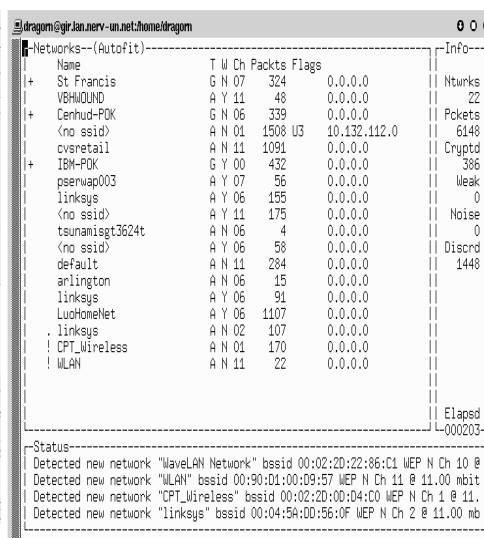 dragorn@gir.lan.nerv-un.net:/home/dragorn
Networks--(Autofit) Info
Name T W Ch Packts Flags
+ St Francis G N 07 324 0.0.0.0 Ntwrks
VBHWOUND A Y 11 48 0.0.0.0 22
+ Cenhud-POK G N 06 339 0.0.0.0 Pckets
<no ssid> A N 01 1508 U3 10.132.112.0 6148
cvsretail A N 11 1091 0.0.0.0 Cryptd
+ IBM-POK G Y 00 432 0.0.0.0 386
pserwap003 A Y 07 56 0.0.0.0 Weak
linksys A Y 06 155 0.0.0.0 0
<no ssid> A Y 11 175 0.0.0.0 Noise
tsunamisgt3624t A N 06 4 0.0.0.0 0
<no ssid> A Y 06 58 0.0.0.0 Discrd
default A N 11 284 0.0.0.0 1448
arlington A N 06 15 0.0.0.0
linksys A Y 06 91 0.0.0.0
LuoHomeNet A Y 06 1107 0.0.0.0
. linksys A N 02 107 0.0.0.0
! CPT_Wireless A N 01 170 0.0.0.0
! WLAN A N 11 22 0.0.0.0
Elapsd
000203
Status
Detected new network "WaveLAN Network" bssid 00:02:2D:22:86:C1 WEP N Ch 10 @
Detected new network "WLAN" bssid 00:90:D1:00:D9:57 WEP N Ch 11 @ 11.00 mbit
Detected new network "CPT_Wireless" bssid 00:02:2D:0D:D4:C0 WEP N Ch 1 @ 11.
Detected new network "linksys" bssid 00:04:5A:DD:56:0F WEP N Ch 2 @ 11.00 mb